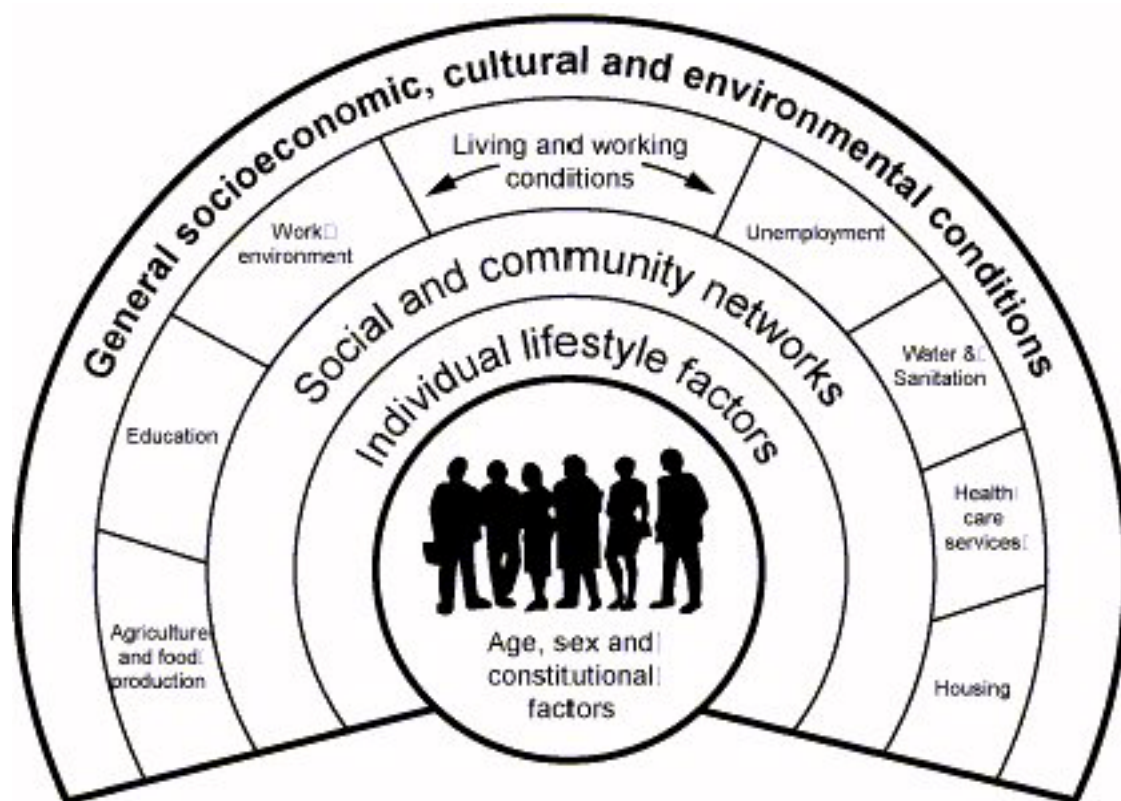 General socioeconomic, cultural and environmental conditions
Living and working
conditions
Work
environment
Unemployment
Education
Water &
Sanitation
Agriculture
and food
production
Health
care
services
Housing
Social and community networks
Individual lifestyle factors
Age, sex and
constitutional
factors